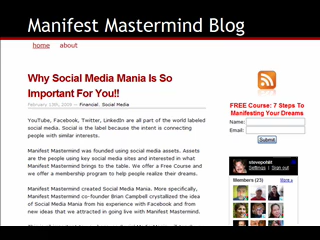 Manifest Mastermind Blog
home about
Why Social Media Mania Is So
Important For You!!
February 13th, 2009 — Financial, Social Media
YouTube, Facebook, Twitter, LinkedIn are all part of the world labeled
social media. Social is the label because the intent is connecting
people with similar interests.
Manifest Mastermind was founded using social media assets. Assets
are the people using key social media sites and interested in what
Manifest Mastermind brings to the table. We offer a Free Course and
we offer a membership program to help people realize their dreams.
Manifest Mastermind created Social Media Mania. More specifically,
Manifest Mastermind co-founder Brian Campbell crystallized the idea
of Social Media Mania from his experience with Facebook and from
new ideas that we attracted in going live with Manifest Mastermind.
FREE Course: 7 Steps To
Manifesting Your Dreams
Name:
Email:
Submit
stevepohlit
Settings | Sign out
Members (23) More